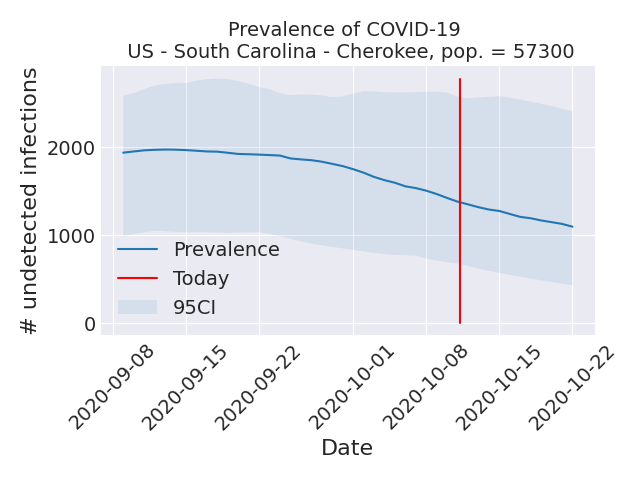 Prevalence of COVID-19
US - South Carolina - Cherokee, pop. = 57300
# undetected infections
2000
1000
0
Prevalence
Today
95CI
2020-09-08
2020-09-15
2020-09-22
2020-10-01
2020-10-08
2020-10-15
2020-10-22
Date